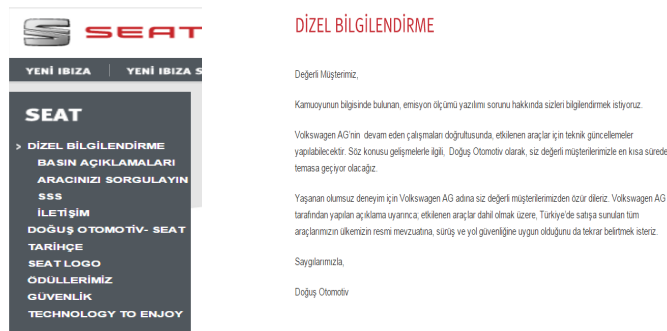 SEAT
YENİ IBIZA
YENİ IBIZA S
SEAT
> DİZEL BİLGİLENDİRME
BASIN AÇIKLAMALARI
ARACINIZI SORGULAYIN
SSS
İLETİŞİM
DOĞUŞ OTOMOTİV- SEAT
TARİHÇE
SEAT LOGO
ÖDÜLLERİMİZ
GÜVENLİK
TECHNOLOGY TO ENJOY
DİZEL BİLGİLENDİRME
Değerli Müşterimiz,
Kamuoyunun bilgisinde bulunan, emisyon ölçümü yazılımı sorunu hakkında sizleri bilgilendirmek istiyoruz.
Volkswagen AG'nin devam eden çalışmaları doğrultusunda, etkilenen araçlar için teknik güncellemeler
yapılabilecektir. Söz konusu gelişmelerle ilgili, Doğuş Otomotiv olarak, siz değerli müşterilerimizle en kısa sürede
temasa geçiyor olacağız.
Yaşanan olumsuz deneyim için Volkswagen AG adına siz değerli müşterilerimizden özür dileriz. Volkswagen AG
tarafından yapılan açıklama uyarınca; etkilenen araçlar dahil olmak üzere, Türkiye'de satışa sunulan tüm
araçlarımızın ülkemizin resmi mevzuatına, sürüş ve yol güvenliğine uygun olduğunu da tekrar belirtmek isteriz.
Saygılarımızla,
Doğuş Otomotiv